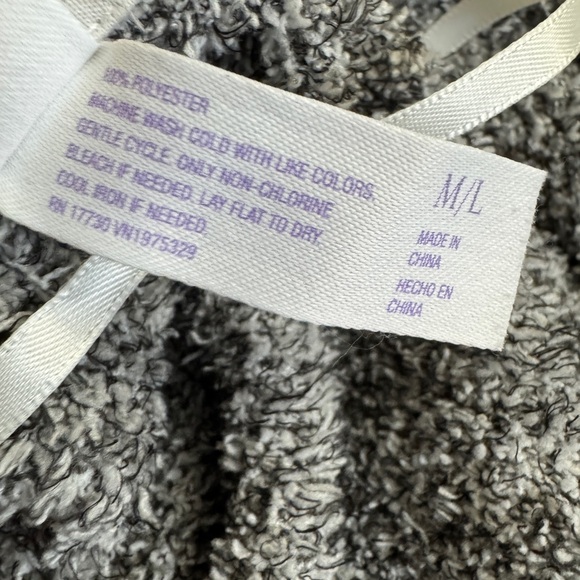 100% POLYESTER
MACHINE WASH COLD WITH LIKE COLORS,
GENTLE CYCLE. ONLY NON-CHLORINE
BLEACH IF NEEDED. LAY FLAT TO DRY.
COOL IRON IF NEEDED.
RN 17730 VN1975329
M/L
MADE IN
CHINA
HECHO EN
CHINA